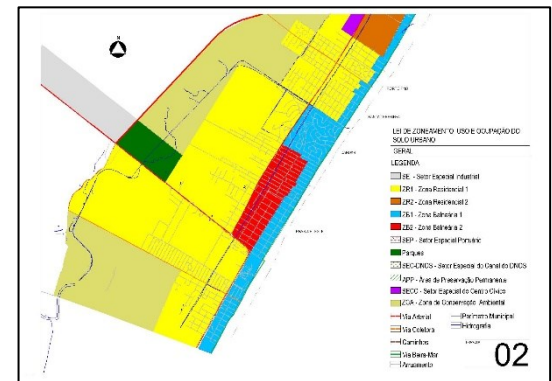 N
LEI DE ZONEAMENTO, USO E OCUPAÇÃO DO
SOLO URBANO
GERAL
LEGENDA
SE - Setor Especial Industrial
ZR1 - Zona Residencial 1
ZR2 - Zona Residencial 2
ZB1 - Zona Balneária 1
ZB2 - Zona Balneária 2
SEP - Setor Especial Portuário
Parques
SEC-DNOS - Setor Especial do Canal do DNOS
APP - Área de Preservação Permanente
SECC - Setor Especial do Centro Cívico
ZCA - Zona de Conservação Ambiental
Via Arterial
Perímetro Municipal
Via Coletora
Hidrografia
Caminhos
Via Beira-Mar
Arruamento
02